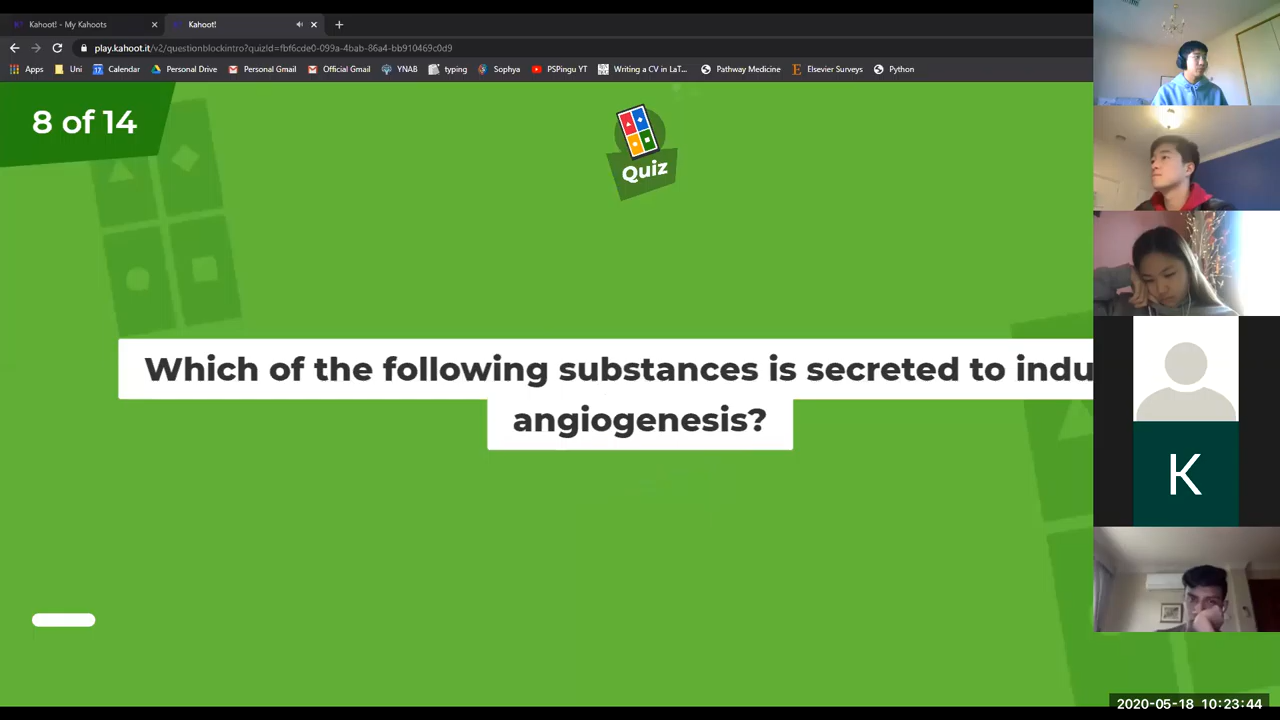 Kahoot! - My Kahoots
Kahoot!
play.kahoot.it/v2/questionblockintro?quizId=fbf6cde0-099a-4bab-86a4-bb910469c0d9
Apps Uni Calendar Personal Drive Personal Gmail Official Gmail YNAB typing Sophya PSPingu YT Writing a CV in LaT... Pathway Medicine Elsevier Surveys Python
8 of 14
Quiz
Which of the following substances is secreted to indu
angiogenesis?
K
2020-05-18 10:23:44